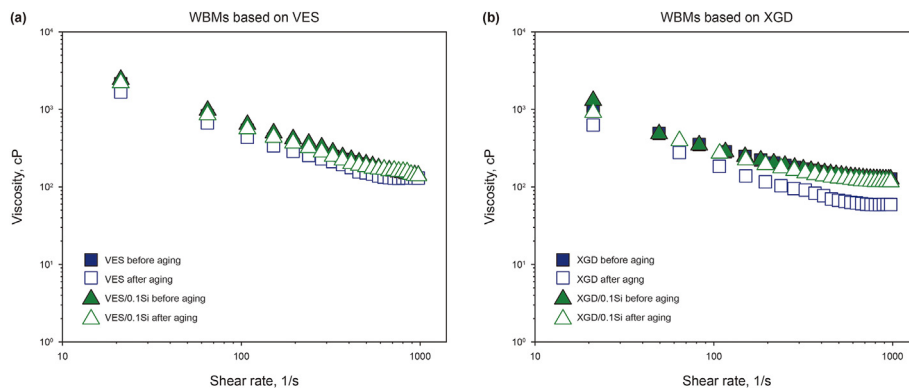 (a)
WBMs based on VES
10⁴
10³
10²
10¹
10⁰
Viscosity, cP
VES before aging
VES after aging
VES/0.1Si before aging
VES/0.1Si after aging
10
100
1000
Shear rate, 1/s
(b)
WBMs based on XGD
10⁴
10³
10²
10¹
10⁰
Viscosity, cP
XGD before aging
XGD after aging
XGD/0.1Si before aging
XGD/0.1Si after aging
10
100
1000
Shear rate, 1/s